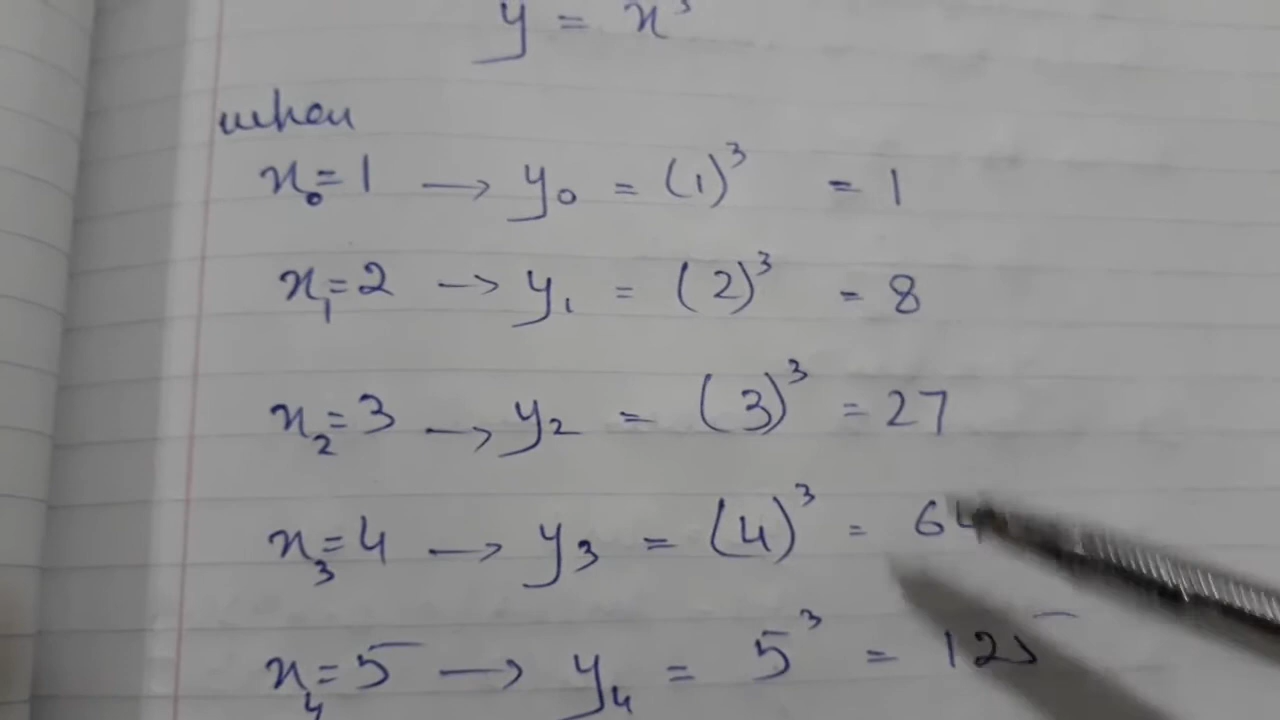 y = x³
when
x₀=1 → y₀ = (1)³ = 1
x₁=2 → y₁ = (2)³ = 8
x₂=3 → y₂ = (3)³ = 27
x₃=4 → y₃ = (4)³ = 64
x₄=5 → y₄ = 5³ = 125